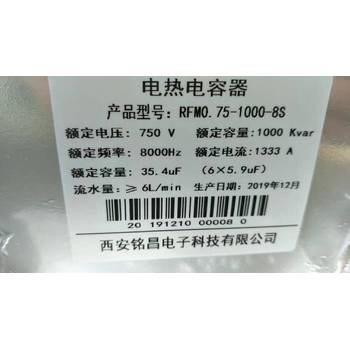 电热电容器
产品型号: RFM0.75-1000-8S
额定电压: 750 V 额定容量:1000 Kvar
额定频率: 8000Hz 额定电流:1333 A
额定容量: 35.4uF (6×5.9uF)
流水量: ≥ 6L/min 生产日期:2019年12月
西安铭昌电子科技有限公司
20 191210 00008 0